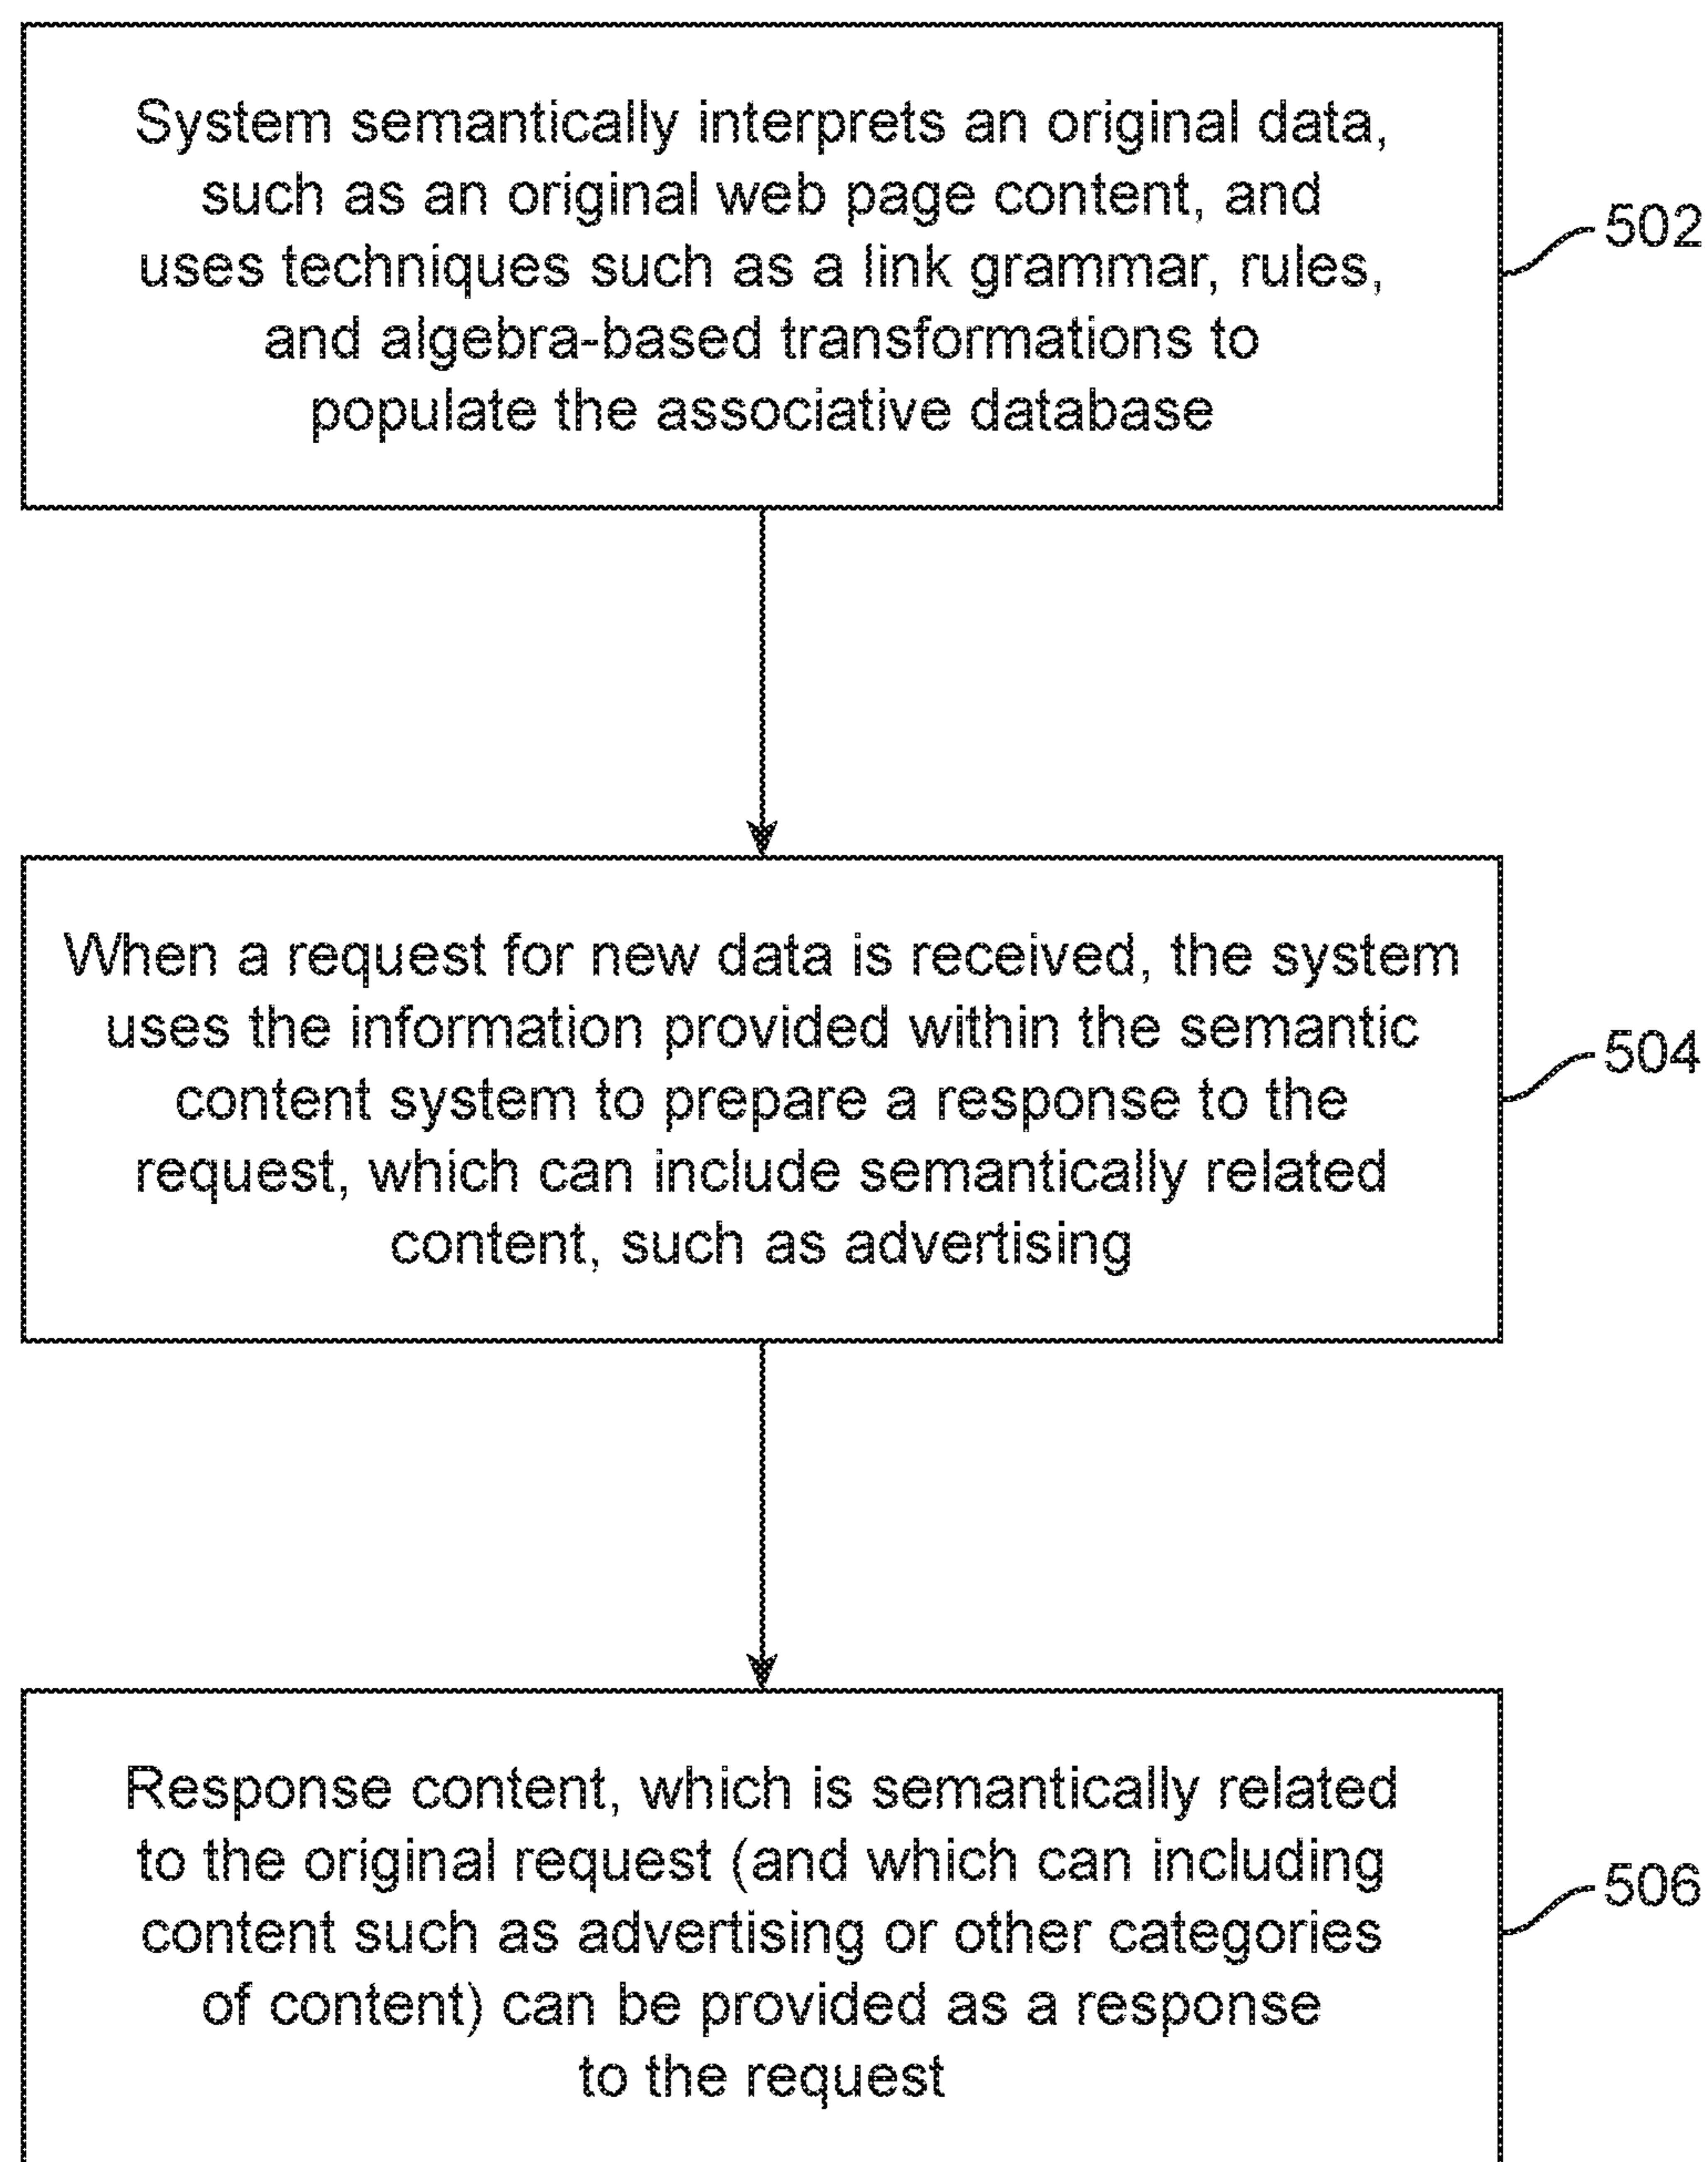 System semantically interprets an original data,
such as an original web page content, and
uses techniques such as a link grammar, rules,
and algebra-based transformations to
populate the associative database
502
When a request for new data is received, the system
uses the information provided within the semantic
content system to prepare a response to the
request, which can include semantically related
content, such as advertising
504
Response content, which is semantically related
to the original request (and which can including
content such as advertising or other categories
of content) can be provided as a response
to the request
506